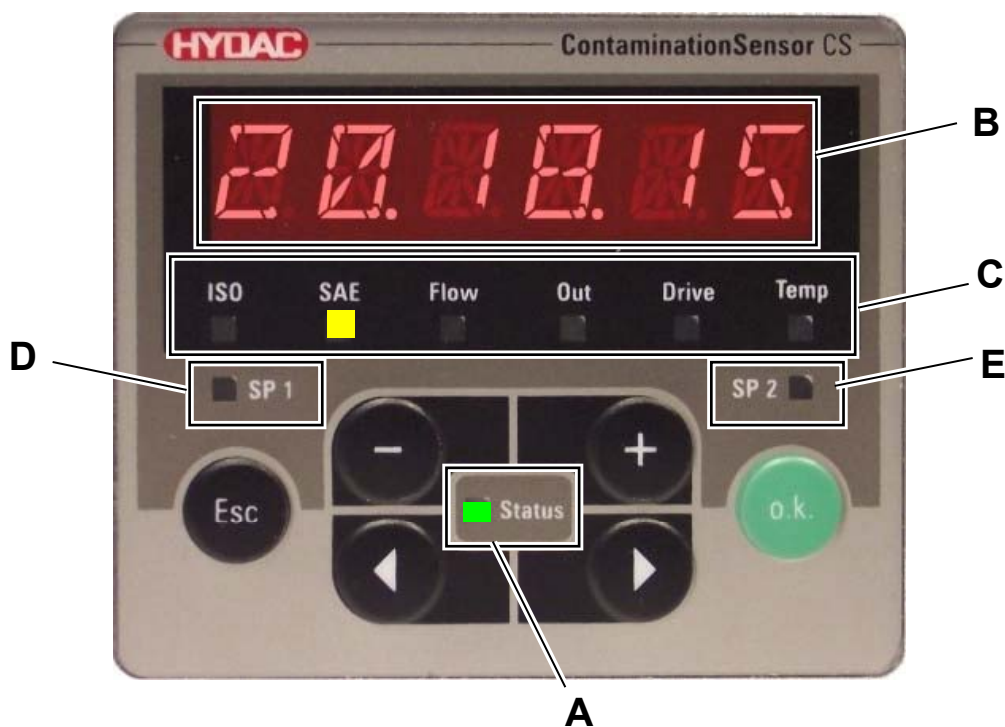 HYDAC ContaminationSensor CS
20.18.15
B
ISO SAE Flow Out Drive Temp
C
D
SP 1
SP 2
E
- +
Esc
Status
o.k.
A